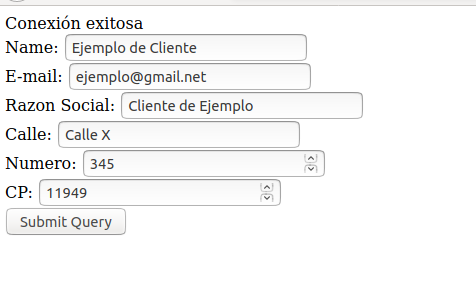 Conexión exitosa
Name: Ejemplo de Cliente
E-mail: ejemplo@gmail.net
Razon Social: Cliente de Ejemplo
Calle: Calle X
Numero: 345
CP: 11949
Submit Query